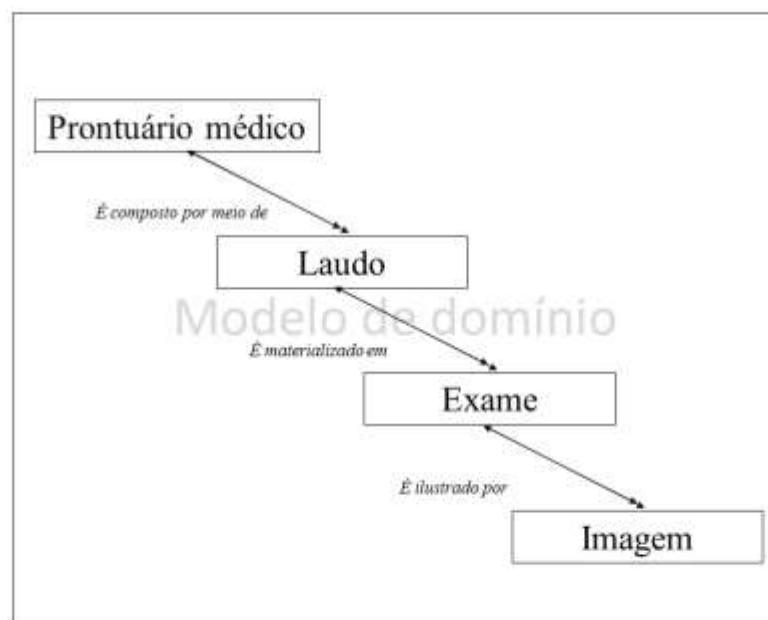 Prontuário médico
É composto por meio de
Laudo
Modelo de domínio
É materializado em
Exame
É ilustrado por
Imagem